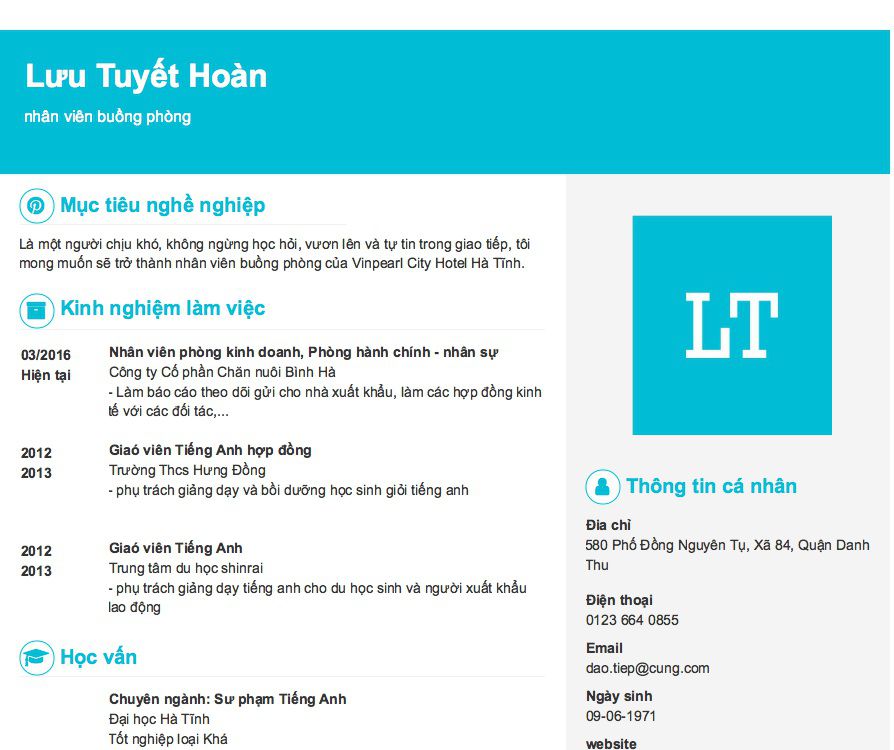 Lưu Tuyết Hoàn
nhân viên buồng phòng
Mục tiêu nghề nghiệp
Là một người chịu khó, không ngừng học hỏi, vươn lên và tự tin trong giao tiếp, tôi
mong muốn sẽ trở thành nhân viên buồng phòng của Vinpearl City Hotel Hà Tĩnh.
Kinh nghiệm làm việc
03/2016
Hiện tại
Nhân viên phòng kinh doanh, Phòng hành chính - nhân sự
Công ty Cổ phần Chăn nuôi Bình Hà
- Làm báo cáo theo dõi gửi cho nhà xuất khẩu, làm các hợp đồng kinh
tế với các đối tác,...
2012
2013
Giaó viên Tiếng Anh hợp đồng
Trường Thcs Hưng Đồng
- phụ trách giảng dạy và bồi dưỡng học sinh giỏi tiếng anh
2012
2013
Giaó viên Tiếng Anh
Trung tâm du học shinrai
- phụ trách giảng dạy tiếng anh cho du học sinh và người xuất khẩu
lao động
Học vấn
Chuyên ngành: Sư phạm Tiếng Anh
Đại học Hà Tĩnh
Tốt nghiệp loại Khá
LT
Thông tin cá nhân
Đia chỉ
580 Phố Đồng Nguyên Tụ, Xã 84, Quận Danh
Thu
Điện thoại
0123 664 0855
Email
dao.tiep@cung.com
Ngày sinh
09-06-1971
website